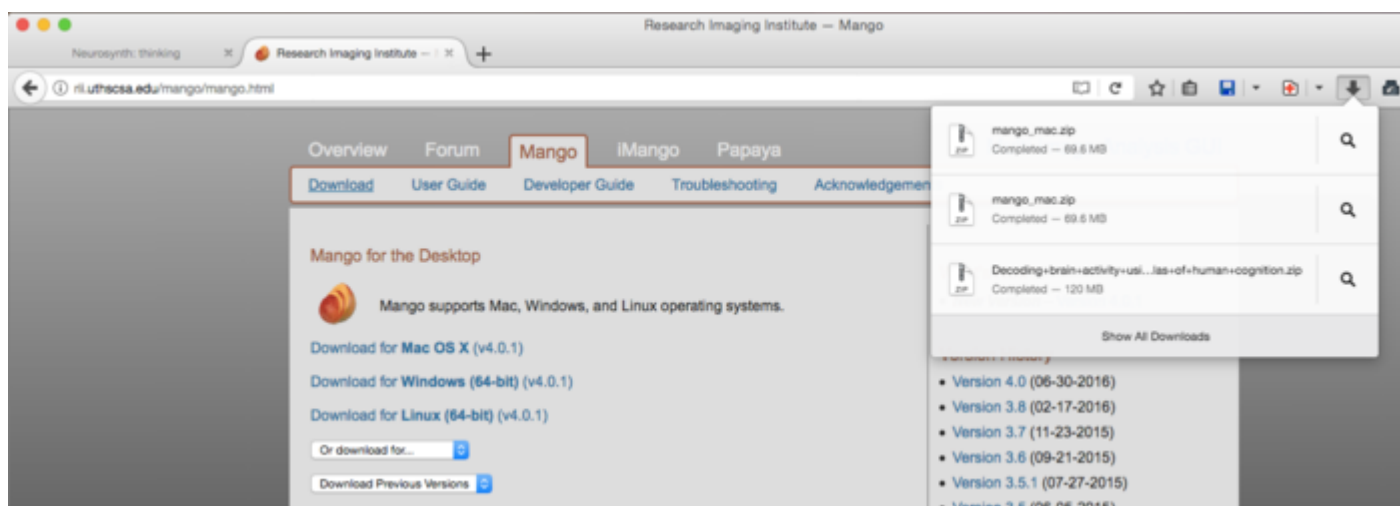 Research Imaging Institute — Mango
Neurosynth: thinking
Research Imaging Institute —
rii.uthscsa.edu/mango/mango.html
Overview Forum Mango iMango Papaya
Download User Guide Developer Guide Troubleshooting Acknowledgemen
mango_mac.zip
Completed — 69.6 MB
mango_mac.zip
Completed — 69.6 MB
Decoding+brain+activity+usi...las+of+human+cognition.zip
Completed — 120 MB
Show All Downloads
Mango for the Desktop
Mango supports Mac, Windows, and Linux operating systems.
Download for Mac OS X (v4.0.1)
Download for Windows (64-bit) (v4.0.1)
Download for Linux (64-bit) (v4.0.1)
Or download for...
Download Previous Versions
Version History
Version 4.0 (06-30-2016)
Version 3.8 (02-17-2016)
Version 3.7 (11-23-2015)
Version 3.6 (09-21-2015)
Version 3.5.1 (07-27-2015)